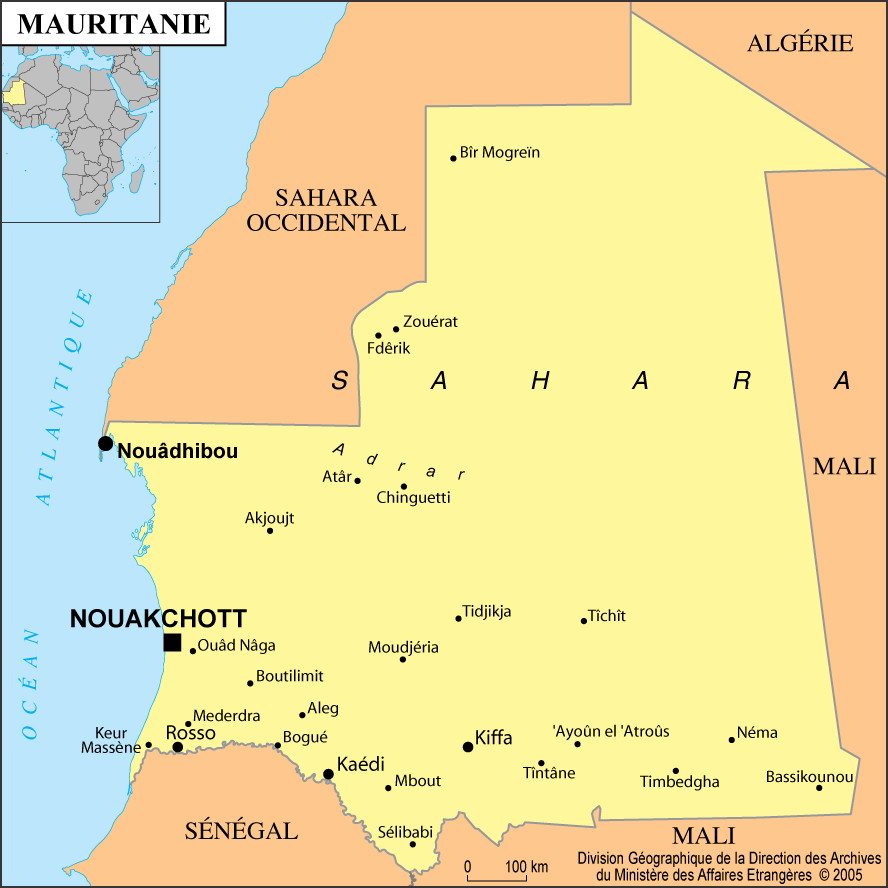 MAURITANIE
ALGÉRIE
Bîr Mogreïn
SAHARA
OCCIDENTAL
Zouérat
Fdêrik
S A H A R A
OCÉAN ATLANTIQUE
Nouâdhibou
Adrar
MALI
Atâr
Chinguetti
Akjoujt
NOUAKCHOTT
Tidjikja
Tîchît
Ouâd Nâga
Moudjéria
Boutilimit
Aleg
Mederdra
Keur
Massène
Rosso
Bogué
Kiffa
'Ayoûn el 'Atroûs
Néma
Kaédi
Tîntâne
Mbout
Timbedgha
Bassikounou
SÉNÉGAL
Sélibabi
MALI
0 100 km
Division Géographique de la Direction des Archives
du Ministère des Affaires Etrangères © 2005